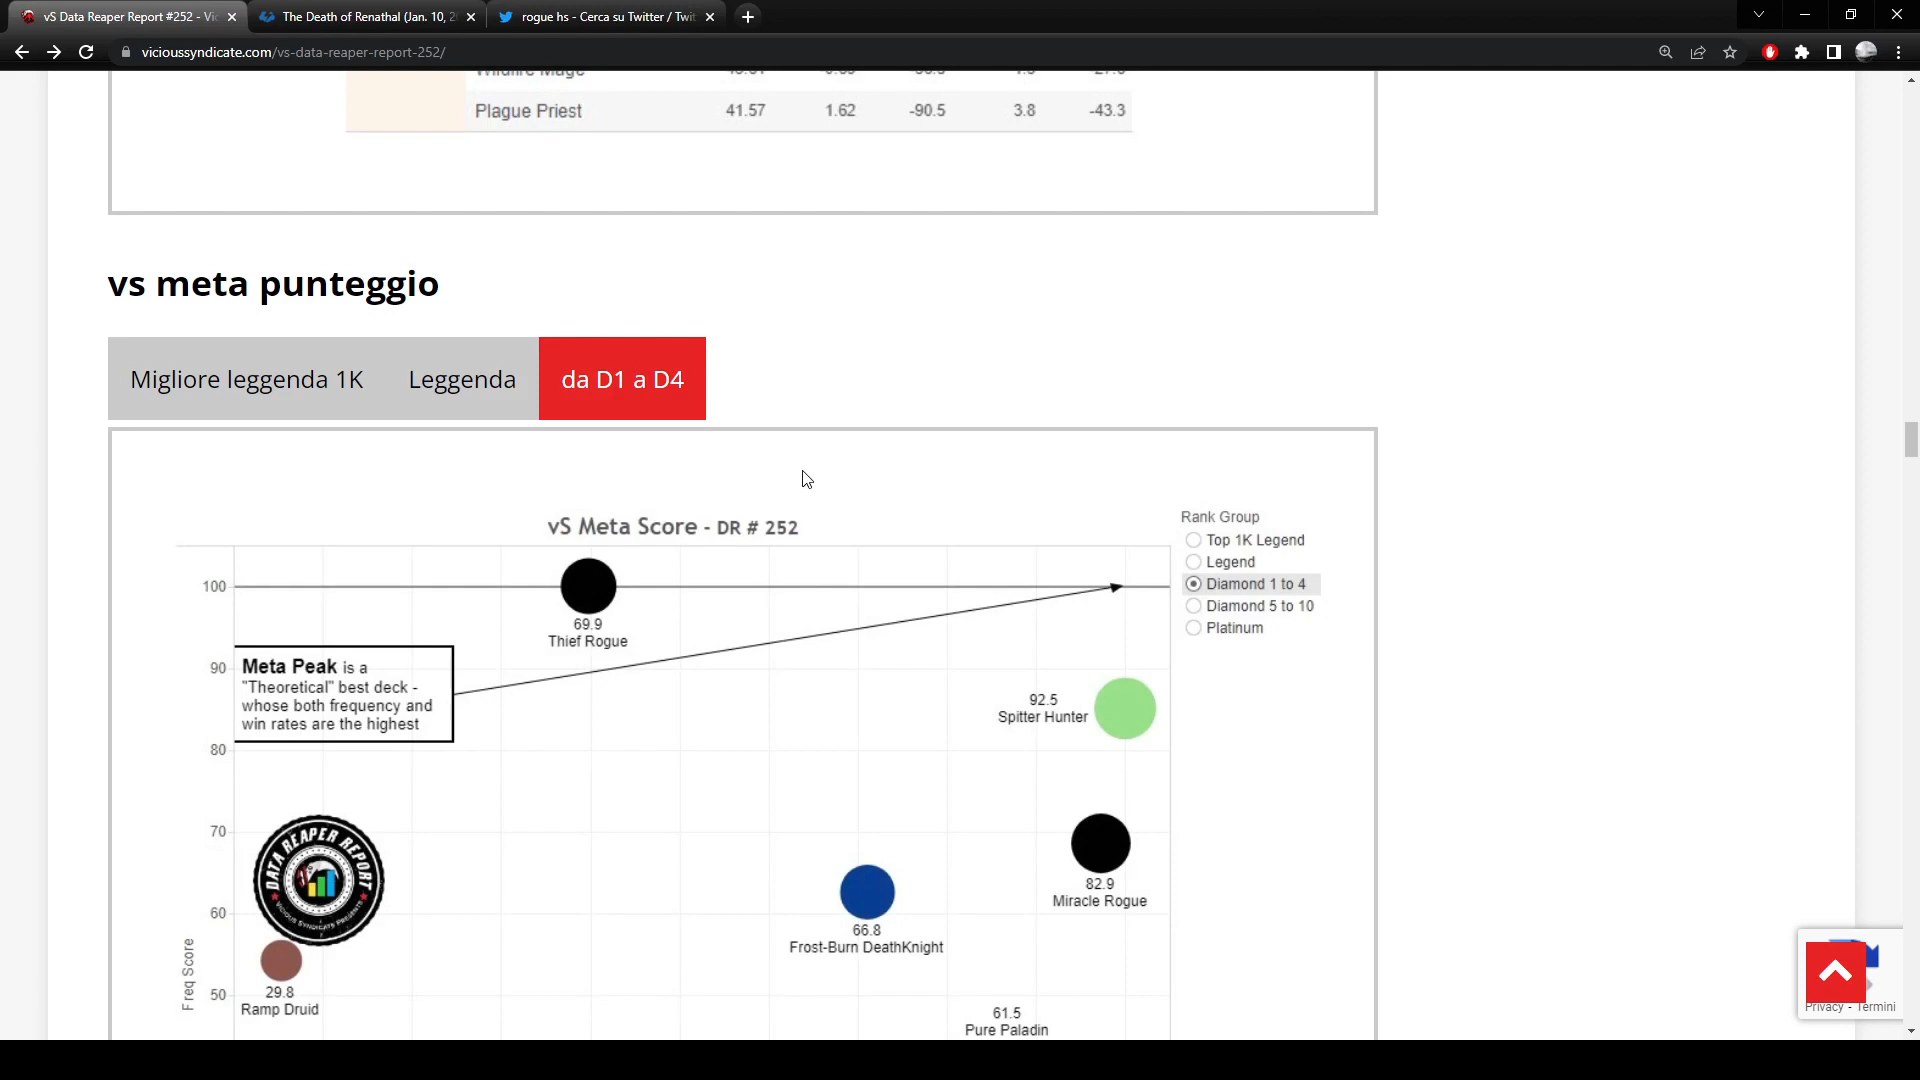 vS Data Reaper Report #252 - Vic
The Death of Renathal (Jan. 10, 2
rogue hs - Cerca su Twitter / Twit
vicioussyndicate.com/vs-data-reaper-report-252/
Wildfire Mage
Plague Priest 41.57 1.62 -90.5 3.8 -43.3
vs meta punteggio
Migliore leggenda 1K Leggenda da D1 a D4
vS Meta Score - DR # 252
Rank Group
Top 1K Legend
Legend
Diamond 1 to 4
Diamond 5 to 10
Platinum
100
69.9
Thief Rogue
90
Meta Peak is a
"Theoretical" best deck -
whose both frequency and
win rates are the highest
92.5
Spitter Hunter
80
70
DATA REAPER REPORT
VICIOUS SYNDICATE PRESENTS
82.9
Miracle Rogue
60
66.8
Frost-Burn DeathKnight
Freq Score
29.8
Ramp Druid
50
61.5
Pure Paladin
Privacy - Termini